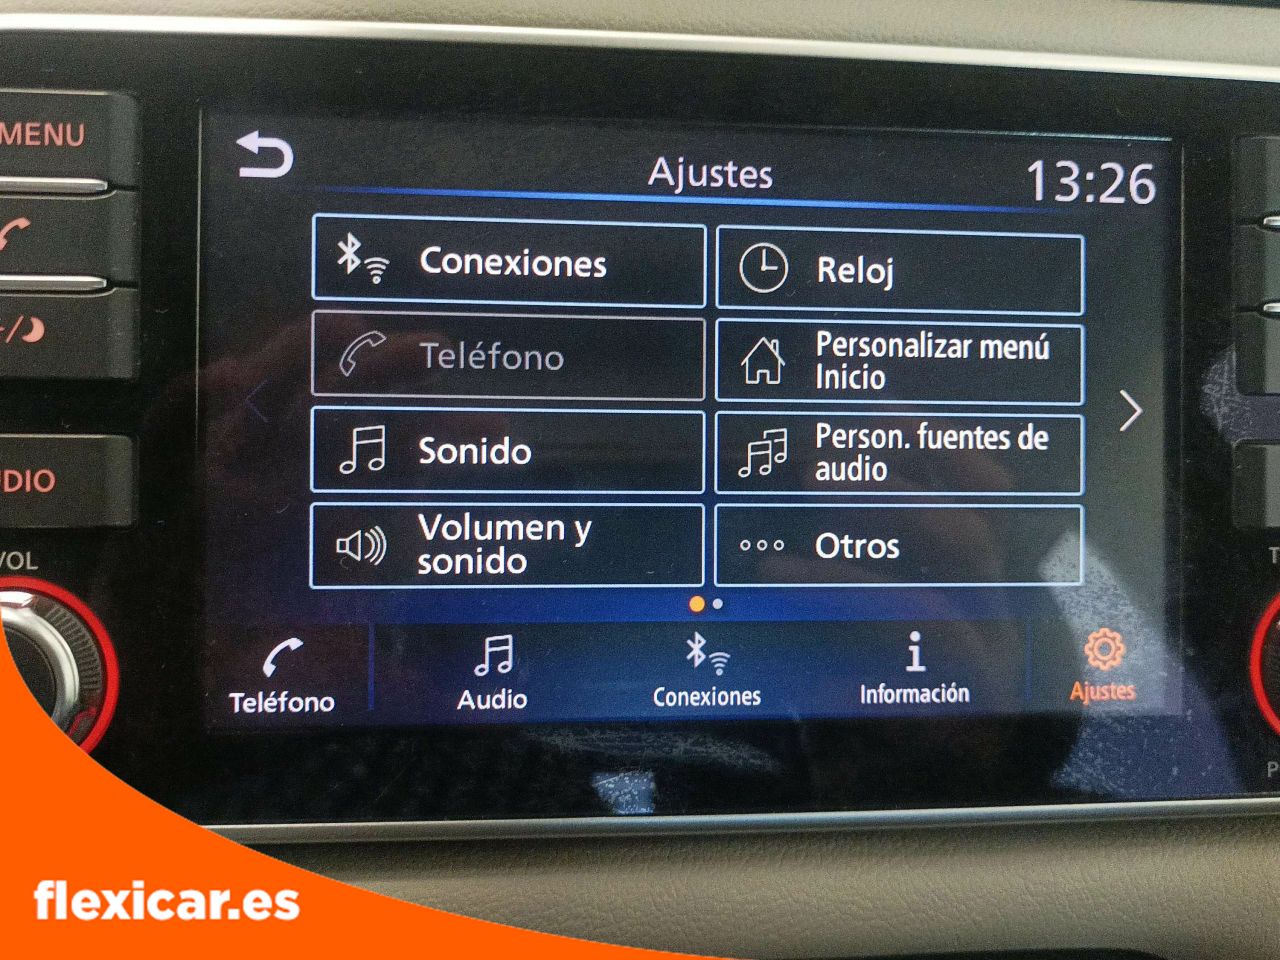 MENU
Ajustes
13:26
Conexiones
Reloj
Teléfono
Personalizar menú
Inicio
Sonido
Person. fuentes de
audio
Volumen y
sonido
Otros
Teléfono
Audio
Conexiones
Información
Ajustes
VOL
flexicar.es